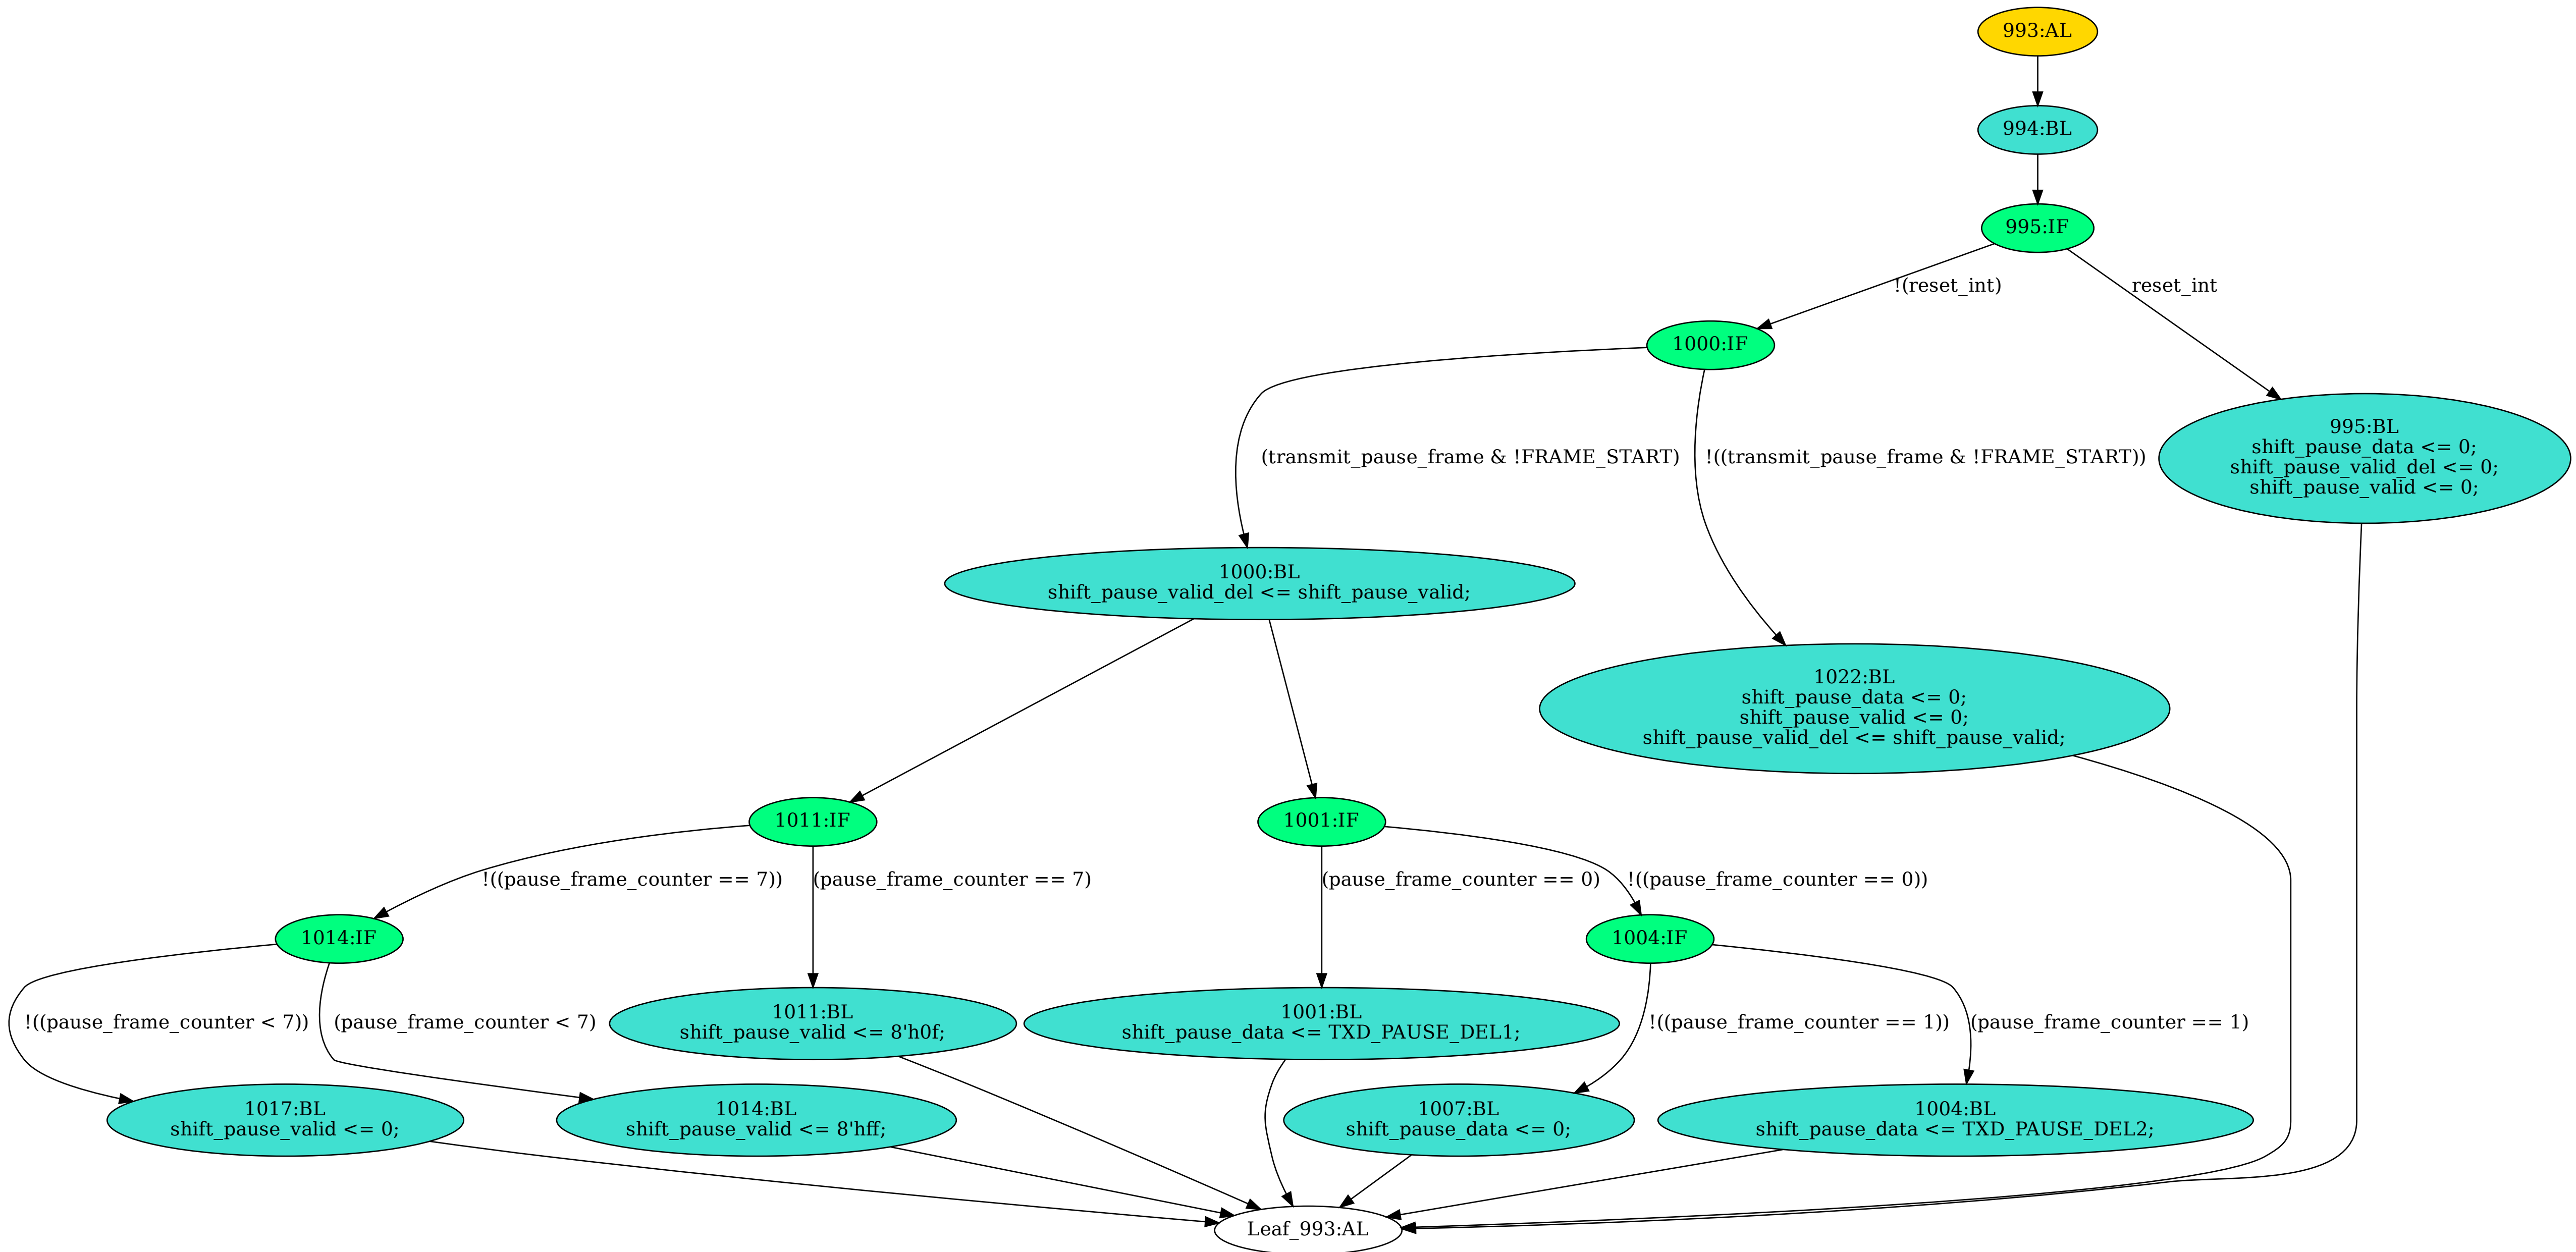 993:AL
994:BL
995:IF
!(reset_int)
reset_int
1000:IF
(transmit_pause_frame & !FRAME_START)
!((transmit_pause_frame & !FRAME_START))
995:BL
shift_pause_data <= 0;
shift_pause_valid_del <= 0;
shift_pause_valid <= 0;
1000:BL
shift_pause_valid_del <= shift_pause_valid;
1022:BL
shift_pause_data <= 0;
shift_pause_valid <= 0;
shift_pause_valid_del <= shift_pause_valid;
1011:IF
1001:IF
!((pause_frame_counter == 7))
(pause_frame_counter == 7)
(pause_frame_counter == 0)
!((pause_frame_counter == 0))
1014:IF
1004:IF
!((pause_frame_counter < 7))
(pause_frame_counter < 7)
1011:BL
shift_pause_valid <= 8'h0f;
1001:BL
shift_pause_data <= TXD_PAUSE_DEL1;
!((pause_frame_counter == 1))
(pause_frame_counter == 1)
1017:BL
shift_pause_valid <= 0;
1014:BL
shift_pause_valid <= 8'hff;
1007:BL
shift_pause_data <= 0;
1004:BL
shift_pause_data <= TXD_PAUSE_DEL2;
Leaf_993:AL